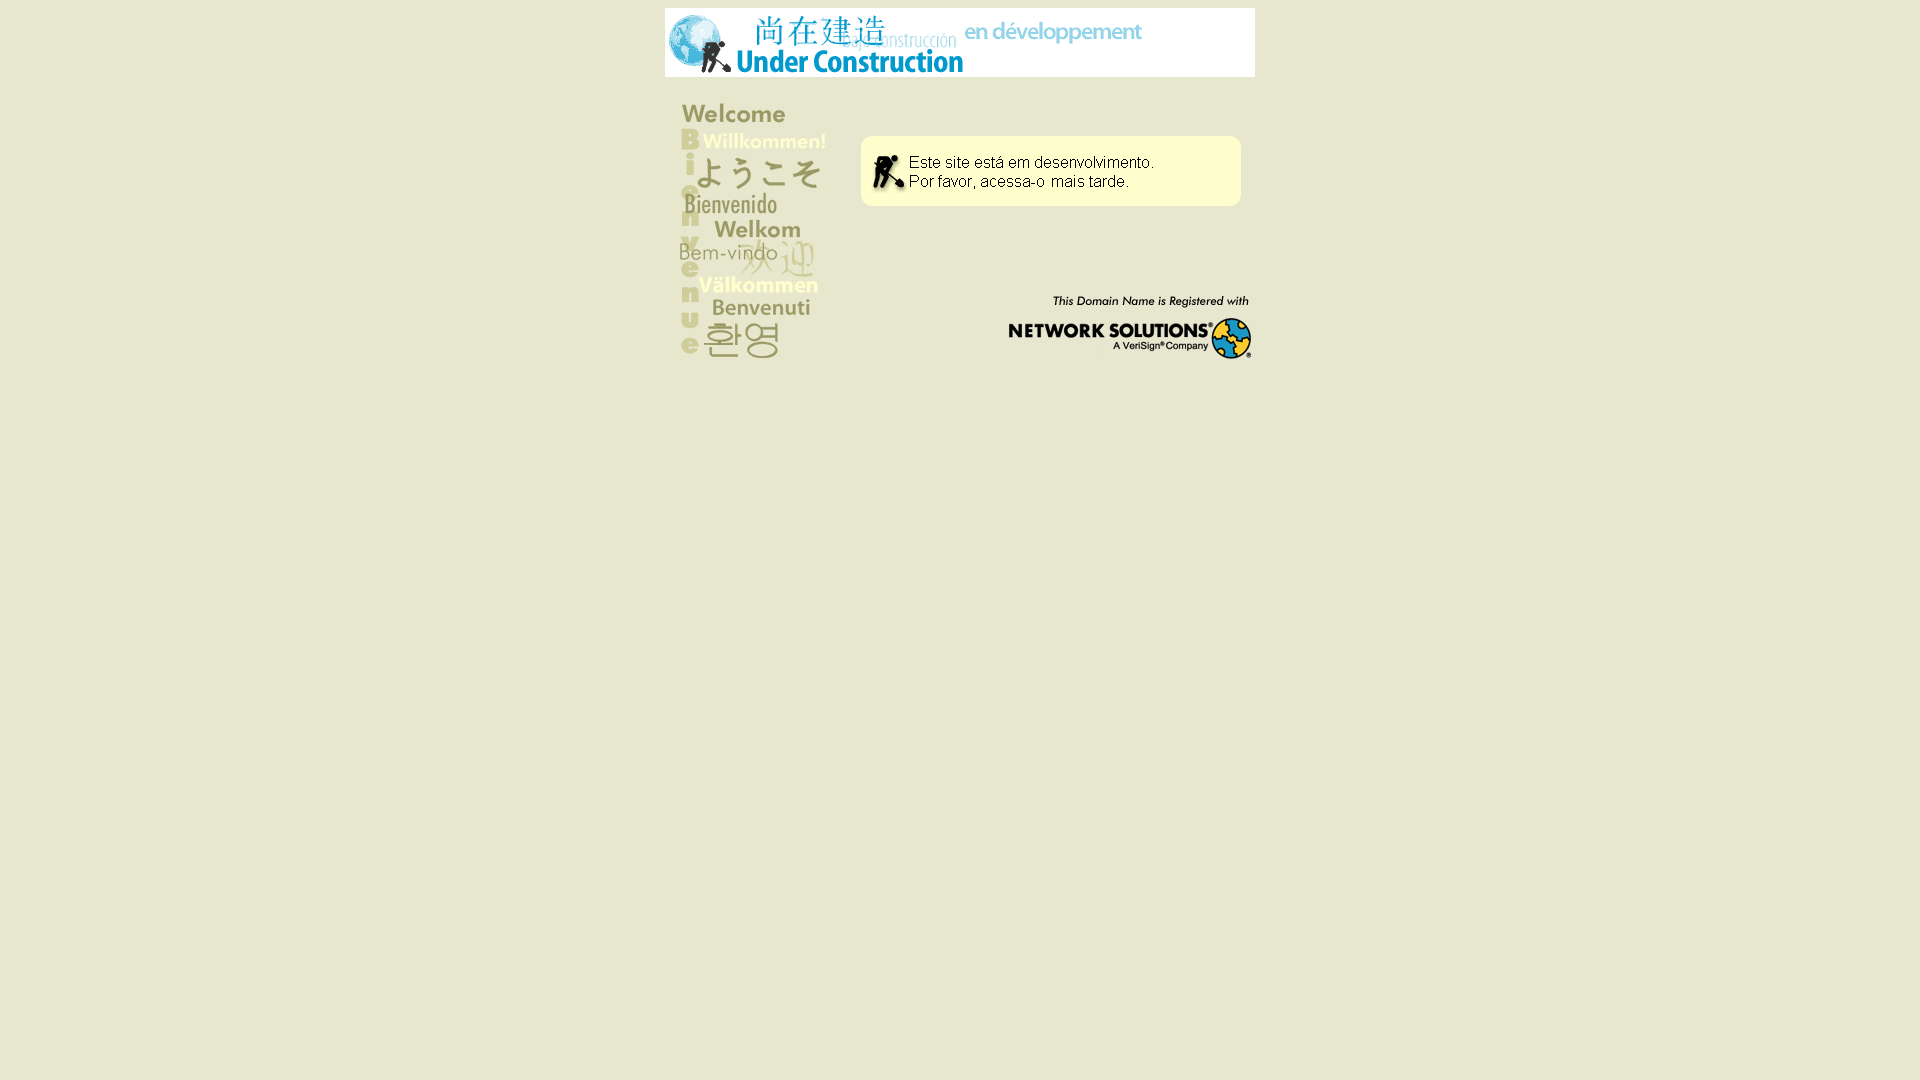 尚在建造
bajo construcción
en développement
Under Construction
Welcome
Bienvenue
Willkommen!
ようこそ
Bienvenido
Welkom
Bem-vindo
欢迎
Välkommen
Benvenuti
환영
Este site está em desenvolvimento.
Por favor, acessa-o mais tarde.
This Domain Name is Registered with
NETWORK SOLUTIONS®
A VeriSign® Company